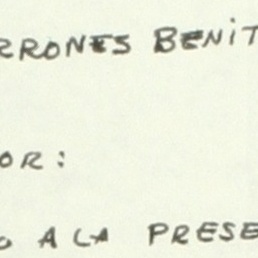 RRONES BENIT
OR:
O A LA PRESE